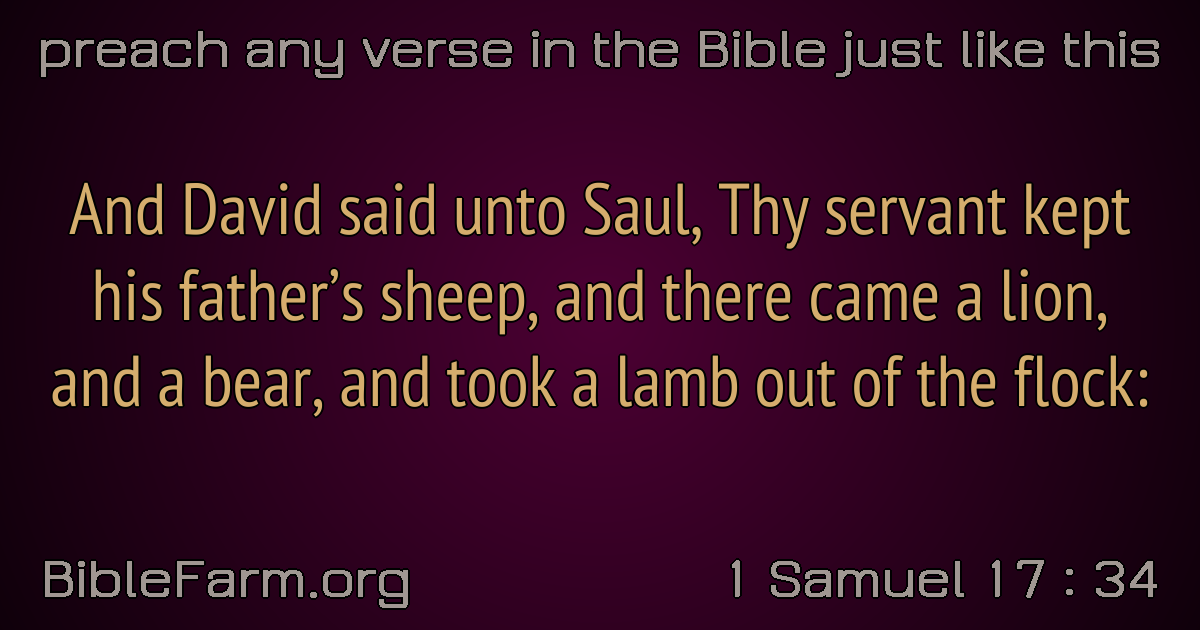 preach any verse in the Bible just like this
And David said unto Saul, Thy servant kept
his father’s sheep, and there came a lion,
and a bear, and took a lamb out of the flock:
BibleFarm.org
1 Samuel 17 : 34